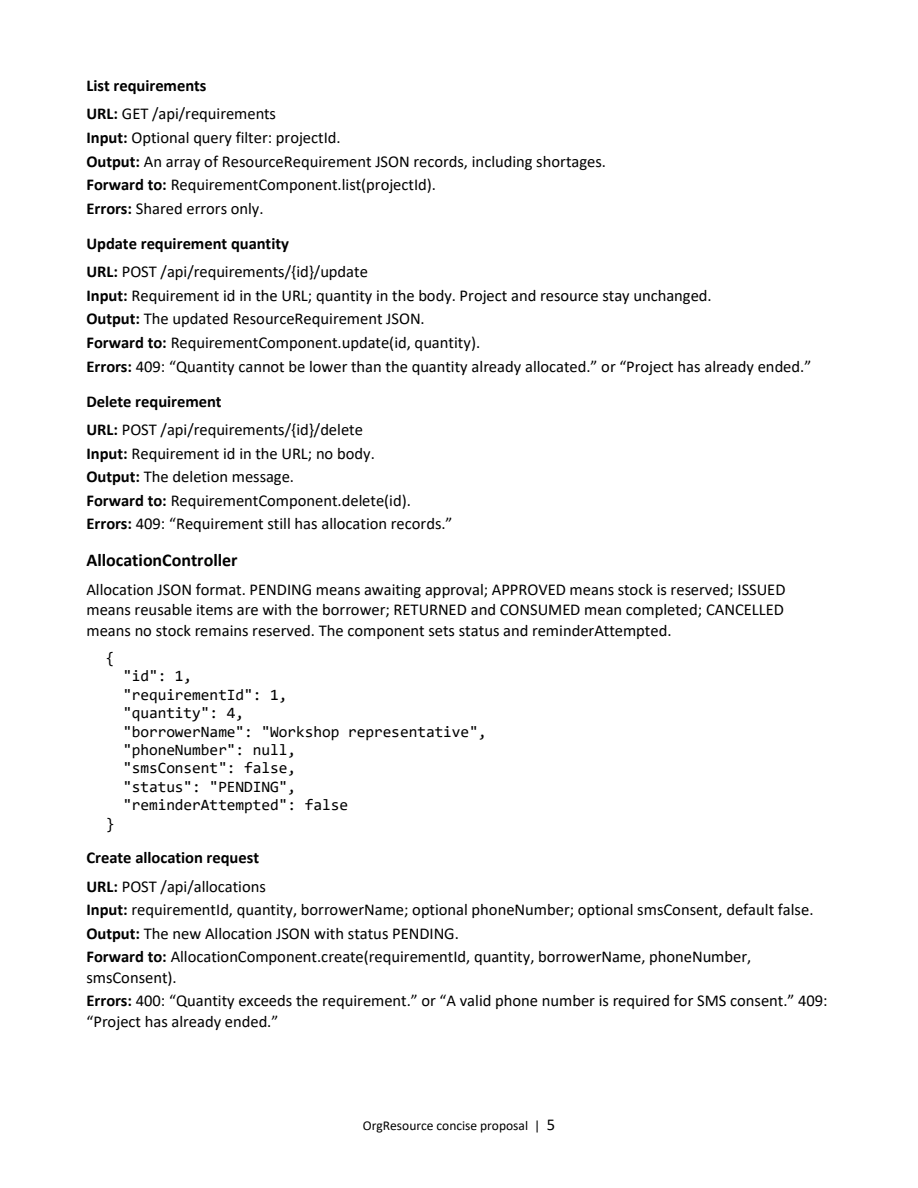 List requirements
URL: GET /api/requirements
Input: Optional query filter: projectId.
Output: An array of ResourceRequirement JSON records, including shortages.
Forward to: RequirementComponent.list(projectId).
Errors: Shared errors only.
Update requirement quantity
URL: POST /api/requirements/{id}/update
Input: Requirement id in the URL; quantity in the body. Project and resource stay unchanged.
Output: The updated ResourceRequirement JSON.
Forward to: RequirementComponent.update(id, quantity).
Errors: 409: “Quantity cannot be lower than the quantity already allocated.” or “Project has already ended.”
Delete requirement
URL: POST /api/requirements/{id}/delete
Input: Requirement id in the URL; no body.
Output: The deletion message.
Forward to: RequirementComponent.delete(id).
Errors: 409: “Requirement still has allocation records.”
AllocationController
Allocation JSON format. PENDING means awaiting approval; APPROVED means stock is reserved; ISSUED
means reusable items are with the borrower; RETURNED and CONSUMED mean completed; CANCELLED
means no stock remains reserved. The component sets status and reminderAttempted.
{
"id": 1,
"requirementId": 1,
"quantity": 4,
"borrowerName": "Workshop representative",
"phoneNumber": null,
"smsConsent": false,
"status": "PENDING",
"reminderAttempted": false
}
Create allocation request
URL: POST /api/allocations
Input: requirementId, quantity, borrowerName; optional phoneNumber; optional smsConsent, default false.
Output: The new Allocation JSON with status PENDING.
Forward to: AllocationComponent.create(requirementId, quantity, borrowerName, phoneNumber,
smsConsent).
Errors: 400: “Quantity exceeds the requirement.” or “A valid phone number is required for SMS consent.” 409:
“Project has already ended.”
OrgResource concise proposal | 5